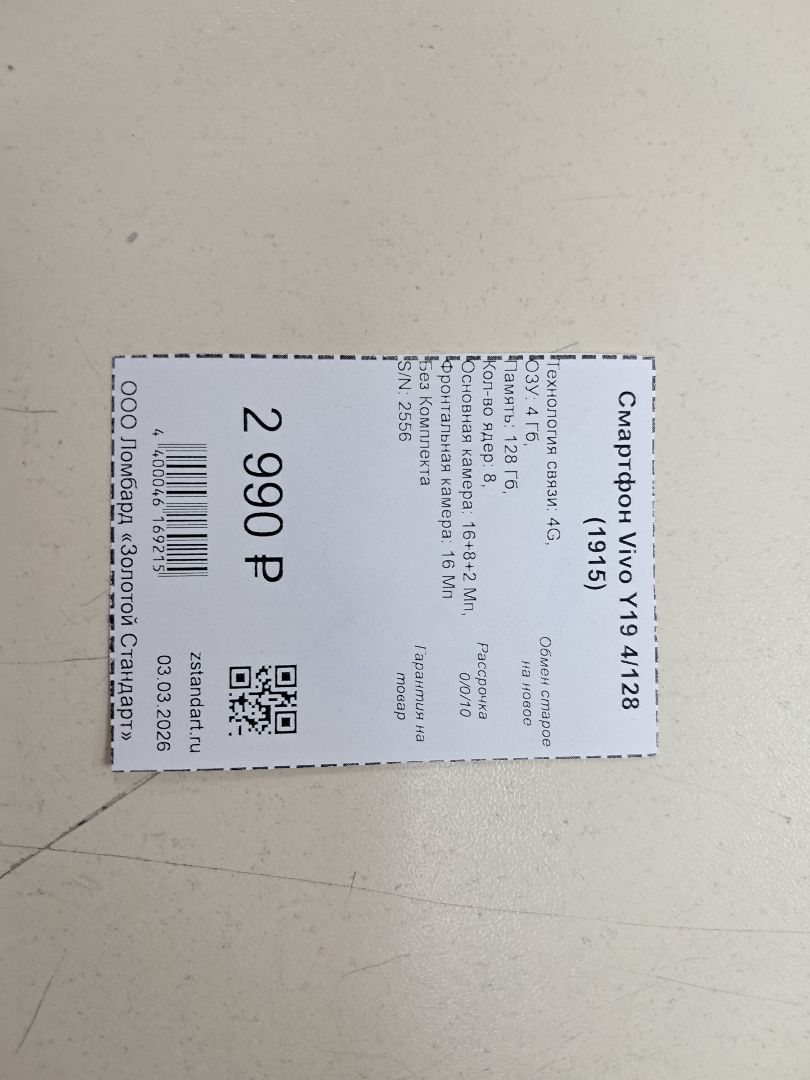 Смартфон Vivo Y19 4/128
(1915)
Технология связи: 4G,
ОЗУ: 4 Гб,
Память: 128 Гб,
Кол-во ядер: 8,
Основная камера: 16+8+2 Мп,
Фронтальная камера: 16 Мп
Без Комплекта
S/N: 2556
Обмен старое
на новое
Рассрочка
0/0/10
Гарантия на
товар
2 990 ₽
4 400046 169215
zstandart.ru
03.03.2026
ООО Ломбард «Золотой Стандарт»